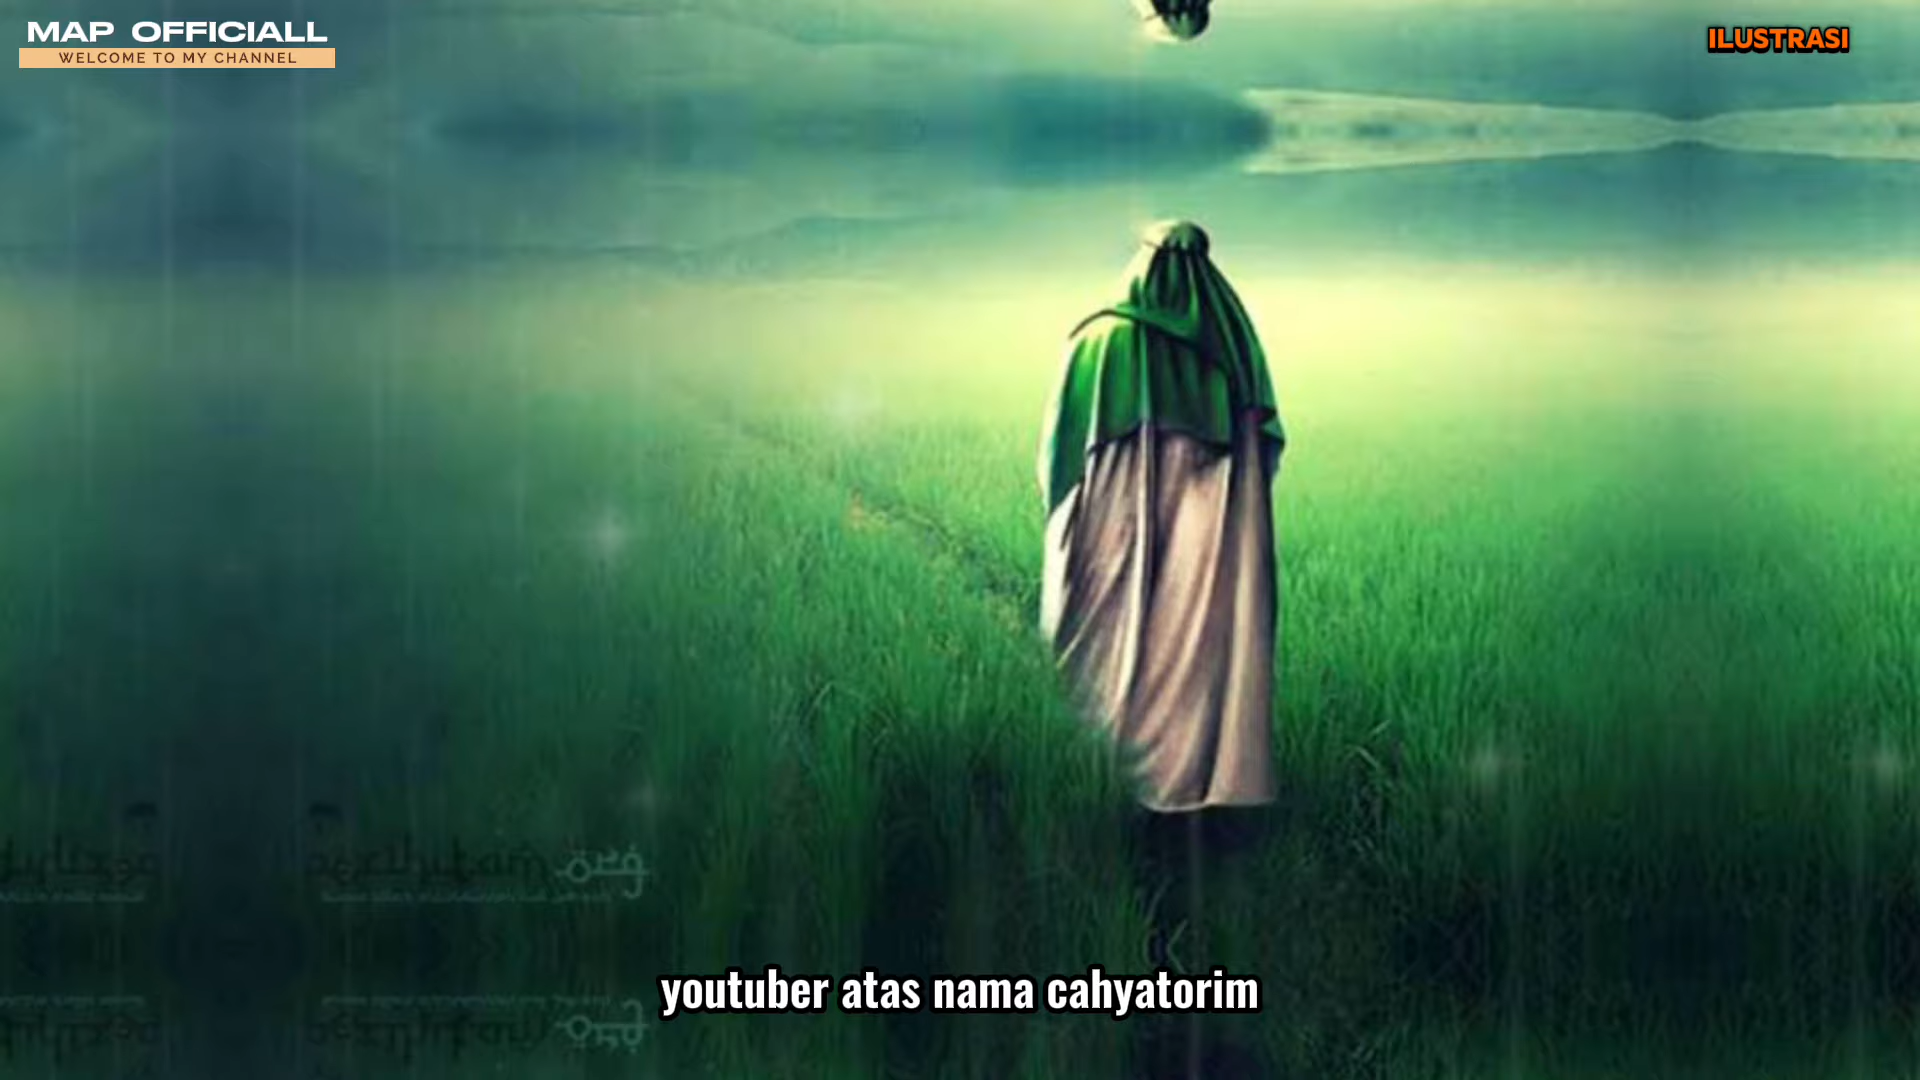 MAP OFFICIALL
WELCOME TO MY CHANNEL
ILUSTRASI
youtuber atas nama cahyatorim